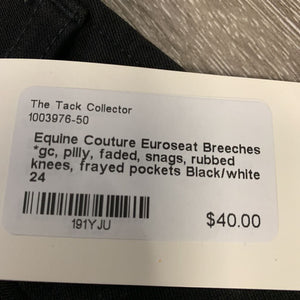 The Tack Collector
1003976-50
Equine Couture Euroseat Breeches
*gc, pilly, faded, snags, rubbed
knees, frayed pockets Black/white
24
191YJU
$40.00